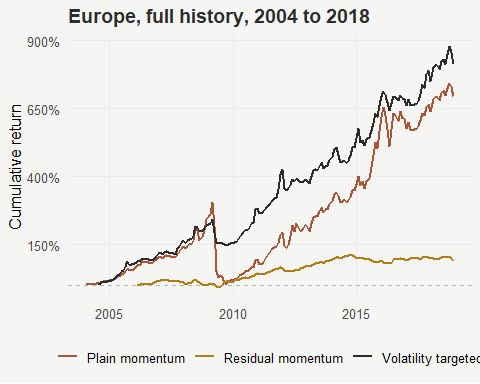 Europe, full history, 2004 to 2018
Cumulative return
900%
650%
400%
150%
2005 2010 2015
Plain momentum Residual momentum Volatility targeted